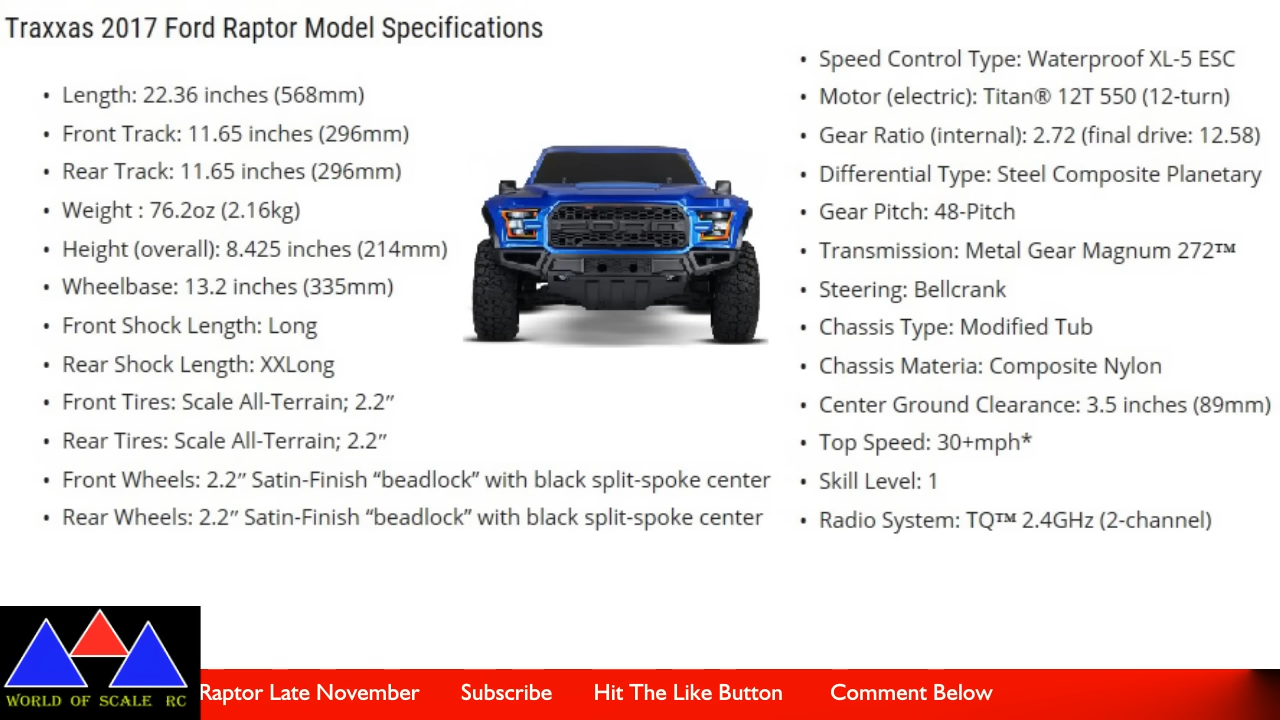 Traxxas 2017 Ford Raptor Model Specifications
• Length: 22.36 inches (568mm)
• Front Track: 11.65 inches (296mm)
• Rear Track: 11.65 inches (296mm)
• Weight : 76.2oz (2.16kg)
• Height (overall): 8.425 inches (214mm)
• Wheelbase: 13.2 inches (335mm)
• Front Shock Length: Long
• Rear Shock Length: XXLong
• Front Tires: Scale All-Terrain; 2.2″
• Rear Tires: Scale All-Terrain; 2.2″
• Front Wheels: 2.2″ Satin-Finish “beadlock” with black split-spoke center
• Rear Wheels: 2.2″ Satin-Finish “beadlock” with black split-spoke center
• Speed Control Type: Waterproof XL-5 ESC
• Motor (electric): Titan® 12T 550 (12-turn)
• Gear Ratio (internal): 2.72 (final drive: 12.58)
• Differential Type: Steel Composite Planetary
• Gear Pitch: 48-Pitch
• Transmission: Metal Gear Magnum 272™
• Steering: Bellcrank
• Chassis Type: Modified Tub
• Chassis Materia: Composite Nylon
• Center Ground Clearance: 3.5 inches (89mm)
• Top Speed: 30+mph*
• Skill Level: 1
• Radio System: TQ™ 2.4GHz (2-channel)
WORLD OF SCALE RC
Raptor Late November Subscribe Hit The Like Button Comment Below